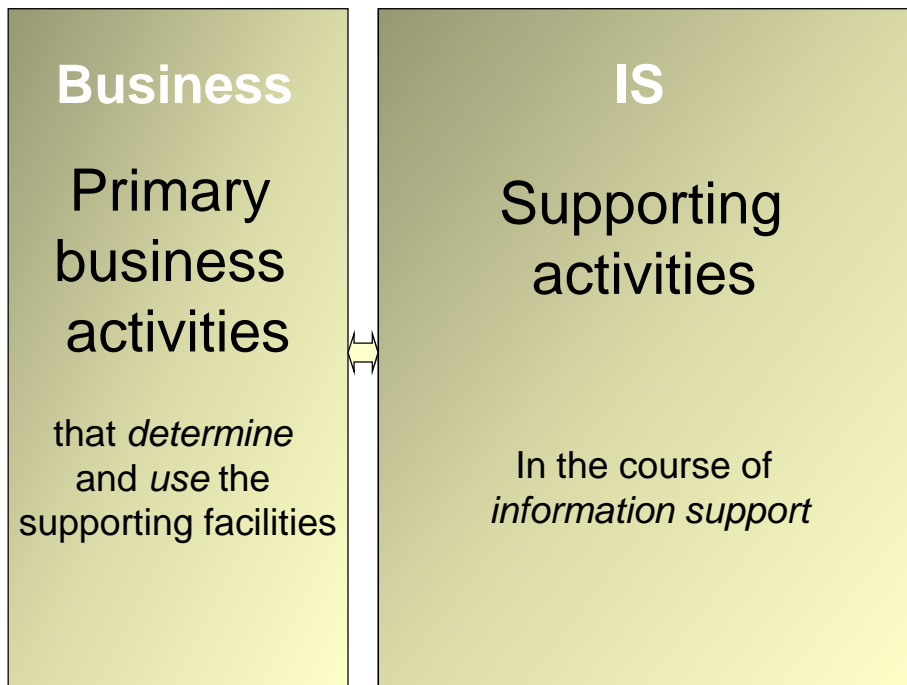 Business
Primary
business
activities
that determine
and use the
supporting facilities
IS
Supporting
activities
In the course of
information support